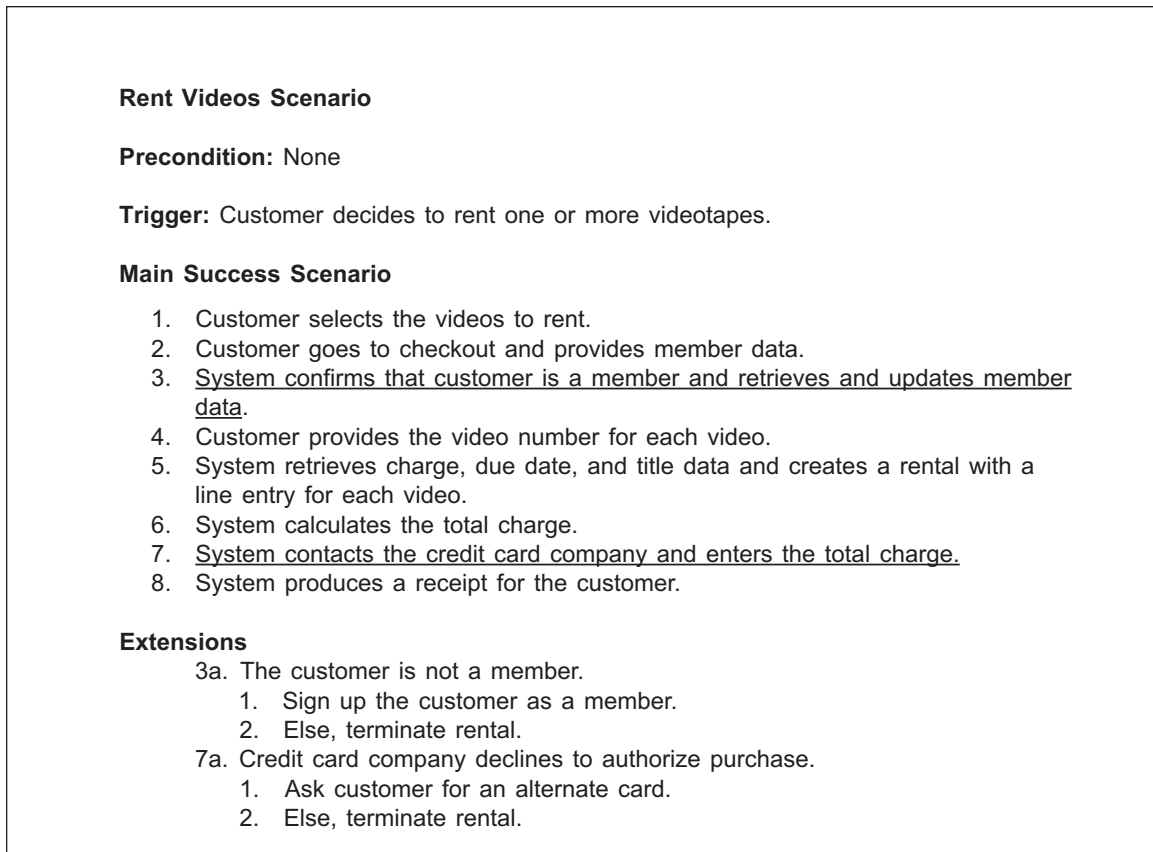 Rent Videos Scenario
Precondition: None
Trigger: Customer decides to rent one or more videotapes.
Main Success Scenario
1. Customer selects the videos to rent.
2. Customer goes to checkout and provides member data.
3. System confirms that customer is a member and retrieves and updates member
data.
4. Customer provides the video number for each video.
5. System retrieves charge, due date, and title data and creates a rental with a
line entry for each video.
6. System calculates the total charge.
7. System contacts the credit card company and enters the total charge.
8. System produces a receipt for the customer.
Extensions
3a. The customer is not a member.
1. Sign up the customer as a member.
2. Else, terminate rental.
7a. Credit card company declines to authorize purchase.
1. Ask customer for an alternate card.
2. Else, terminate rental.